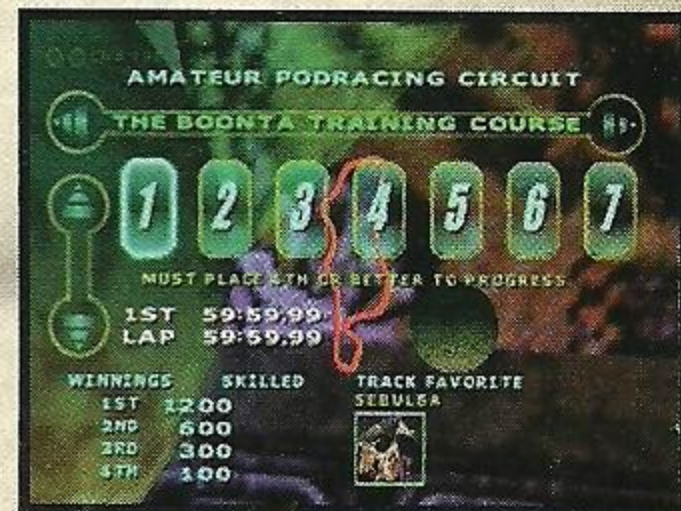 AMATEUR PODRACING CIRCUIT
THE BOONTA TRAINING COURSE
1 2 3 4 5 6 7
MUST PLACE 4TH OR BETTER TO PROGRESS
1ST 59:59.99
LAP 59:59.99
WINNINGS SKILLED
1ST 1200
2ND 600
3RD 300
4TH 100
TRACK FAVORITE
SEBULBA